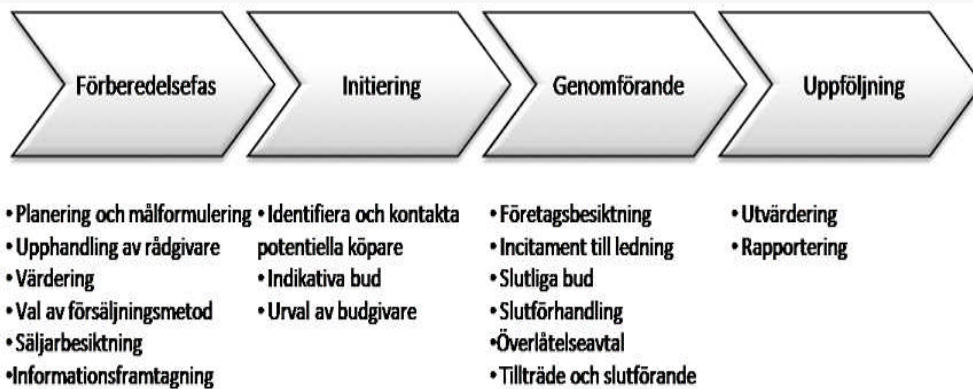 Förberedelsefas
Initiering
Genomförande
Uppföljning
• Planering och målformulering
• Upphandling av rådgivare
• Värdering
• Val av försäljningsmetod
• Säljarbesiktning
•Informationsframtagning
• Identifiera och kontakta
potentiella köpare
• Indikativa bud
• Urval av budgivare
• Företagsbesiktning
• Incitament till ledning
• Slutliga bud
• Slutförhandling
•Överlåtelseavtal
• Tillträde och slutförande
• Utvärdering
• Rapportering